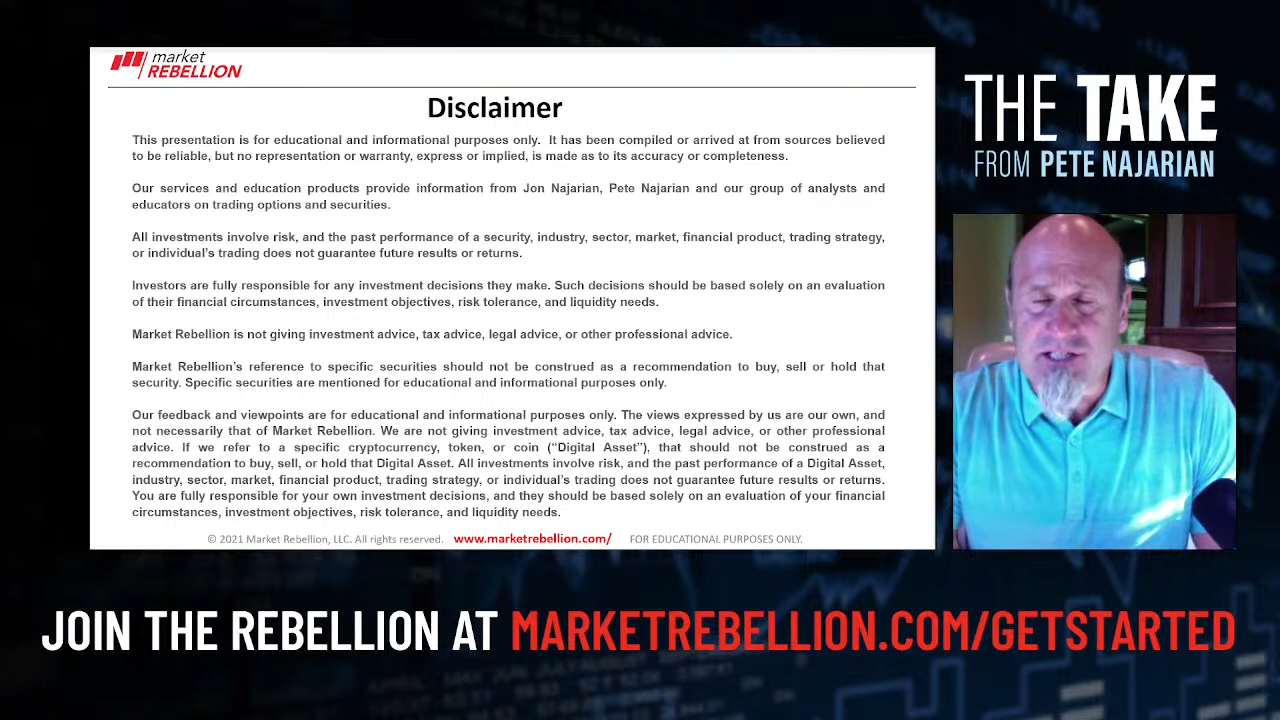 market
REBELLION
Disclaimer
This presentation is for educational and informational purposes only. It has been compiled or arrived at from sources believed
to be reliable, but no representation or warranty, express or implied, is made as to its accuracy or completeness.
Our services and education products provide information from Jon Najarian, Pete Najarian and our group of analysts and
educators on trading options and securities.
All investments involve risk, and the past performance of a security, industry, sector, market, financial product, trading strategy,
or individual's trading does not guarantee future results or returns.
Investors are fully responsible for any investment decisions they make. Such decisions should be based solely on an evaluation
of their financial circumstances, investment objectives, risk tolerance, and liquidity needs.
Market Rebellion is not giving investment advice, tax advice, legal advice, or other professional advice.
Market Rebellion's reference to specific securities should not be construed as a recommendation to buy, sell or hold that
security. Specific securities are mentioned for educational and informational purposes only.
Our feedback and viewpoints are for educational and informational purposes only. The views expressed by us are our own, and
not necessarily that of Market Rebellion. We are not giving investment advice, tax advice, legal advice, or other professional
advice. If we refer to a specific cryptocurrency, token, or coin (“Digital Asset”), that should not be construed as a
recommendation to buy, sell, or hold that Digital Asset. All investments involve risk, and the past performance of a Digital Asset,
industry, sector, market, financial product, trading strategy, or individual's trading does not guarantee future results or returns.
You are fully responsible for your own investment decisions, and they should be based solely on an evaluation of your financial
circumstances, investment objectives, risk tolerance, and liquidity needs.
© 2021 Market Rebellion, LLC. All rights reserved. www.marketrebellion.com/ FOR EDUCATIONAL PURPOSES ONLY.
THE TAKE
FROM PETE NAJARIAN
JOIN THE REBELLION AT MARKETREBELLION.COM/GETSTARTED